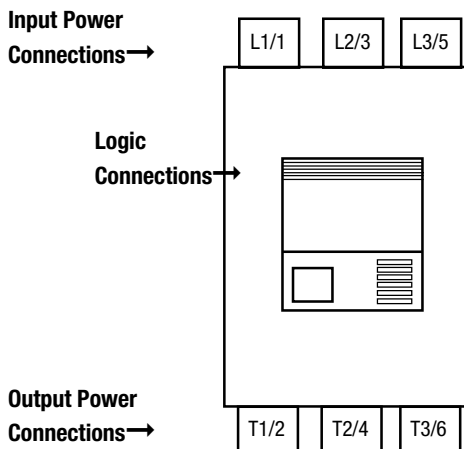 Input Power
Connections→
L1/1 L2/3 L3/5
Logic
Connections→
Output Power
Connections→
T1/2 T2/4 T3/6